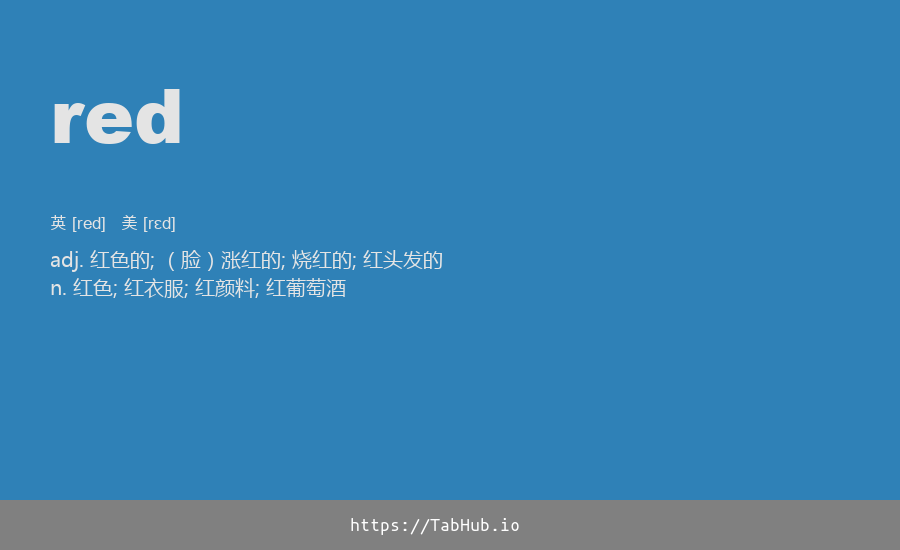 red
英 [red] 美 [rɛd]
adj. 红色的; （脸）涨红的; 烧红的; 红头发的
n. 红色; 红衣服; 红颜料; 红葡萄酒
https://TabHub.io